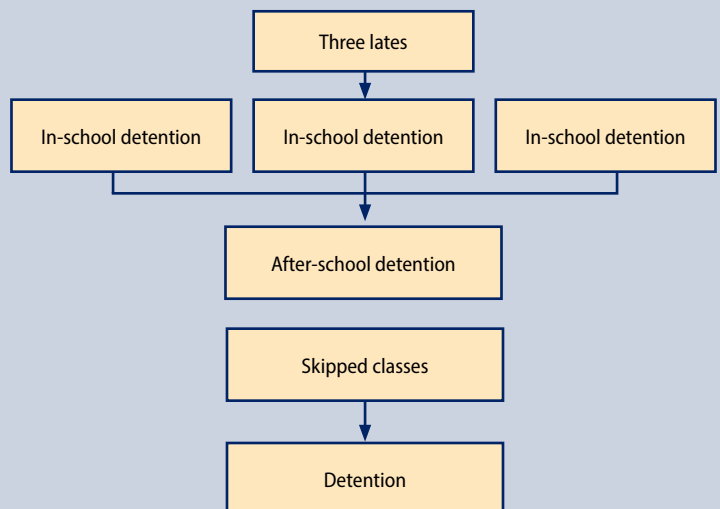 Three lates
In-school detention
In-school detention
In-school detention
After-school detention
Skipped classes
Detention